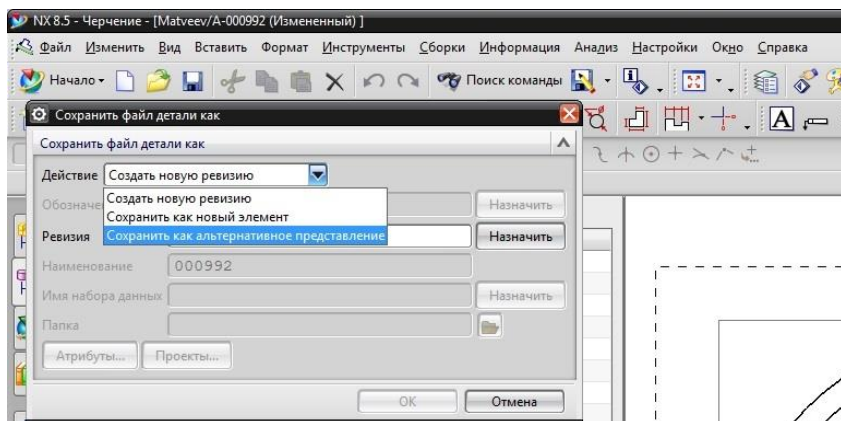 NX 8.5 - Черчение - [Matveev/A-000992 (Измененный) ]
Файл Изменить Вид Вставить Формат Инструменты Сборки Информация Анализ Настройки Окно Справка
Начало Поиск команды
Сохранить файл детали как
Сохранить файл детали как
Действие Создать новую ревизию
Создать новую ревизию
Обозначе Назначить
Сохранить как новый элемент
Ревизия Сохранить как альтернативное представление Назначить
Наименование 000992
Имя набора данных Назначить
Папка
Атрибуты... Проекты...
OK Отмена